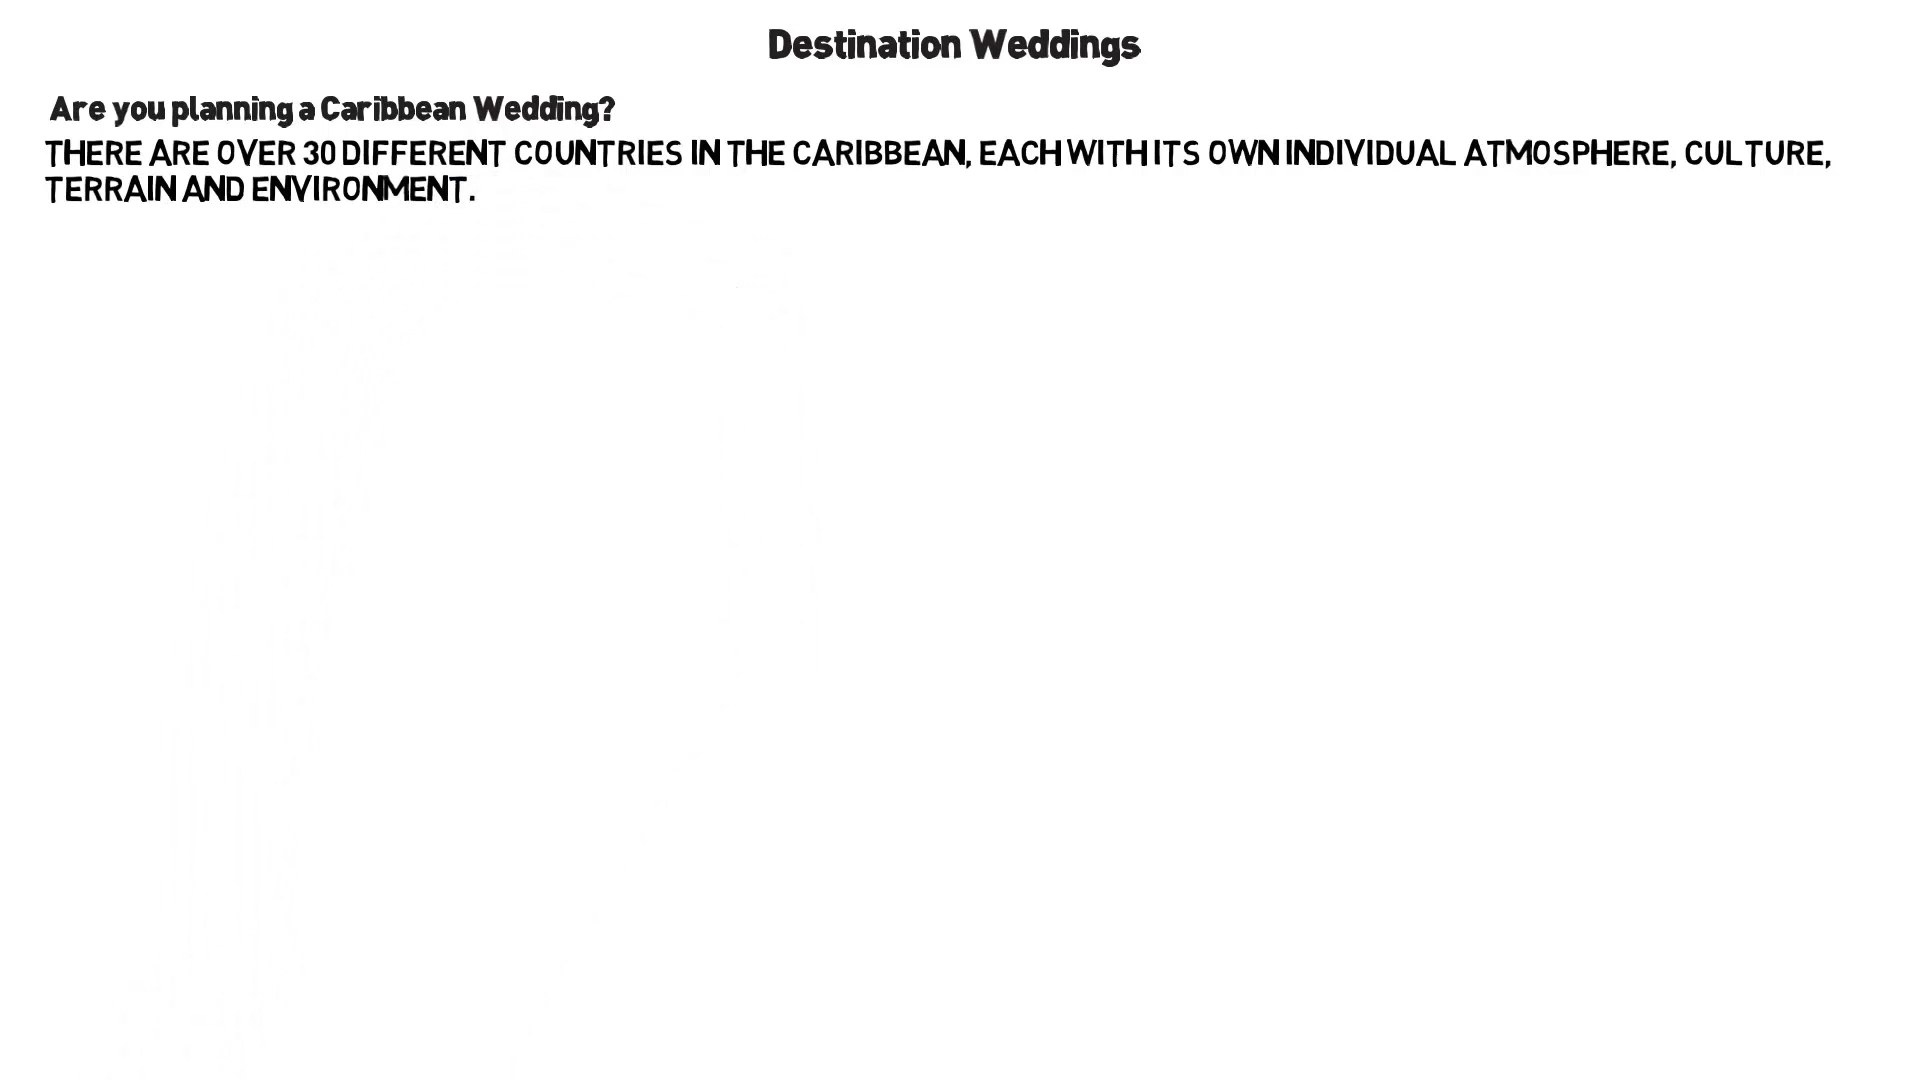 Destination Weddings
Are you planning a Caribbean Wedding?
THERE ARE OVER 30 DIFFERENT COUNTRIES IN THE CARIBBEAN, EACH WITH ITS OWN INDIVIDUAL ATMOSPHERE, CULTURE,
TERRAIN AND ENVIRONMENT.